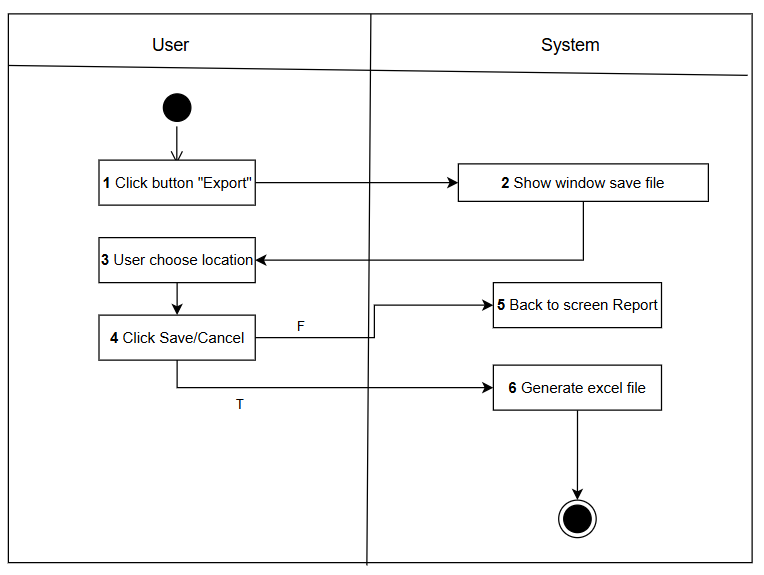 User
System
1 Click button "Export"
2 Show window save file
3 User choose location
4 Click Save/Cancel
F
5 Back to screen Report
T
6 Generate excel file